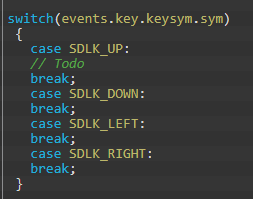 switch(events.key.keysym.sym)
{
case SDLK_UP:
// Todo
break;
case SDLK_DOWN:
break;
case SDLK_LEFT:
break;
case SDLK_RIGHT:
break;
}